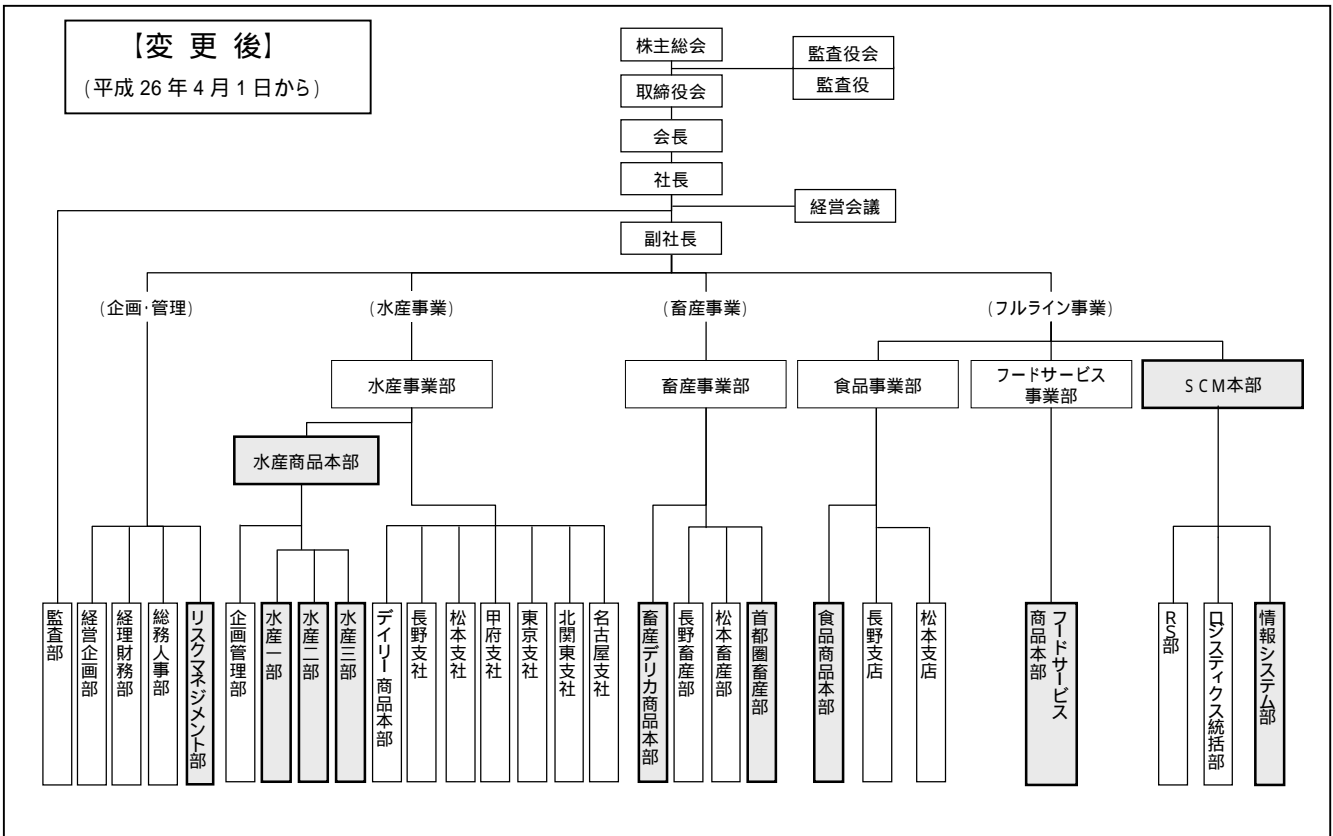 【変 更 後】
(平成 26 年 4 月 1 日から)
株主総会
監査役会
監査役
取締役会
会長
社長
経営会議
副社長
(企画・管理)
(水産事業)
(畜産事業)
(フルライン事業)
水産事業部
畜産事業部
食品事業部
フードサービス
事業部
SCM本部
水産商品本部
監査部
経営企画部
経理財務部
総務人事部
リスクマネジメント部
企画管理部
水産一部
水産二部
水産三部
デイリー商品本部
長野支社
松本支社
甲府支社
東京支社
北関東支社
名古屋支社
畜産デリカ商品本部
長野畜産部
松本畜産部
首都圏畜産部
食品商品本部
長野支店
松本支店
フードサービス
商品本部
RS部
ロジスティクス統括部
情報システム部